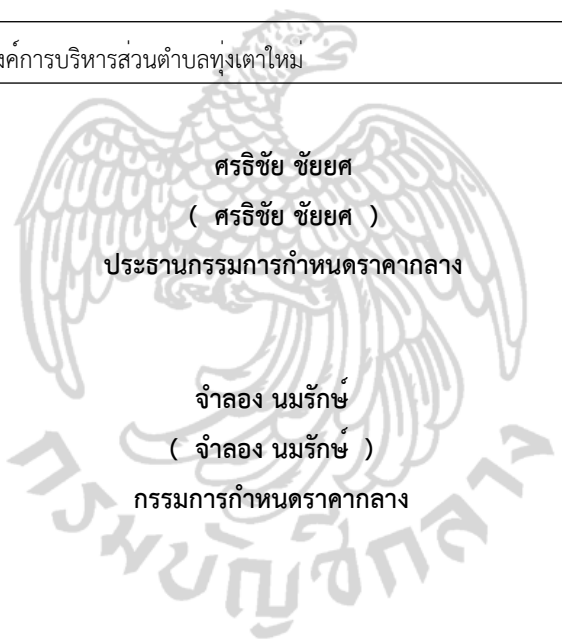 งค์การบริหารส่วนตำบลทุ่งเตาใหม่
ศรธิชัย ชัยยศ
( ศรธิชัย ชัยยศ )
ประธานกรรมการกำหนดราคากลาง
จำลอง นมรักษ์
( จำลอง นมรักษ์ )
กรรมการกำหนดราคากลาง
กรมบัญชีกลาง